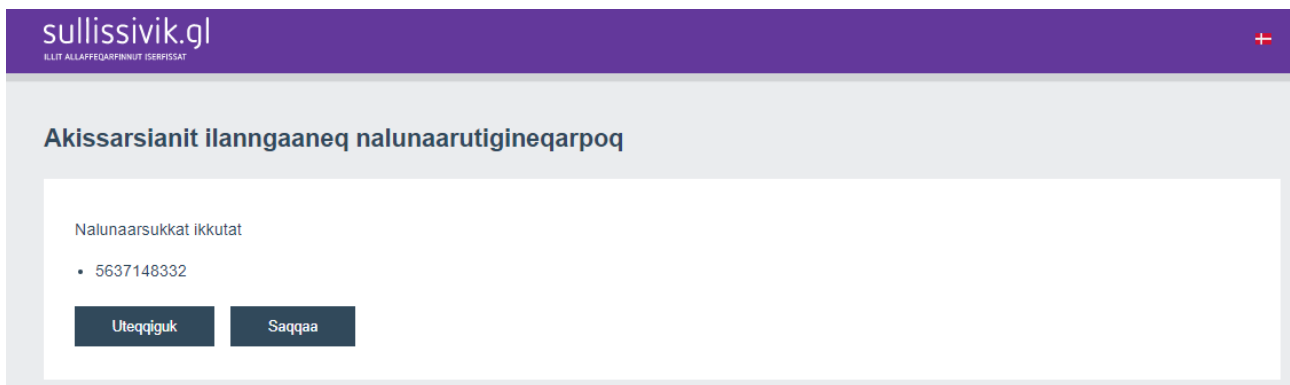 sullissivik.gl
ILLIT ALLAFFEQARFINNUT ISERFISSAT
Akissarsianit ilanngaaneq nalunaarutigineqarpoq
Nalunaarsukkat ikkutat
• 5637148332
Uteqqiguk Saqqaa